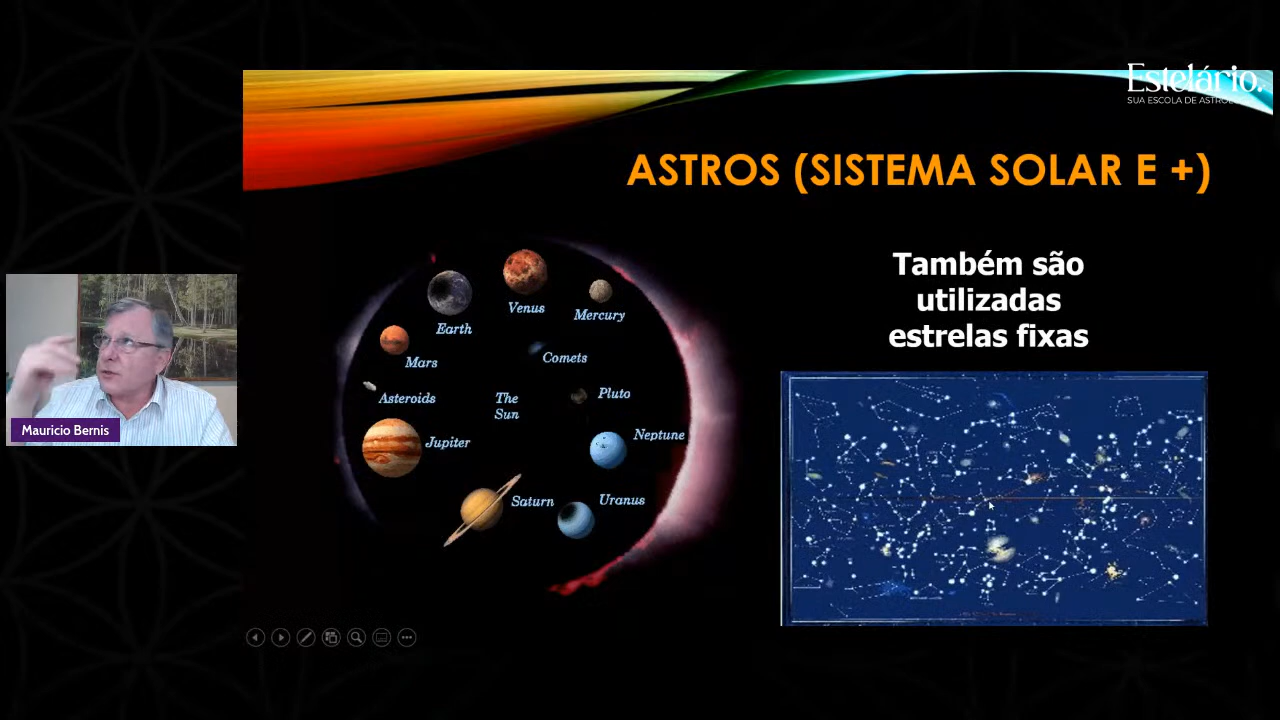 Estelário
SUA ESCOLA DE ASTROLOGIA
ASTROS (SISTEMA SOLAR E +)
Também são
utilizadas
estrelas fixas
Venus
Mercury
Earth
Comets
Mars
Pluto
Asteroids
The
Sun
Neptune
Jupiter
Saturn
Uranus
Mauricio Bernis